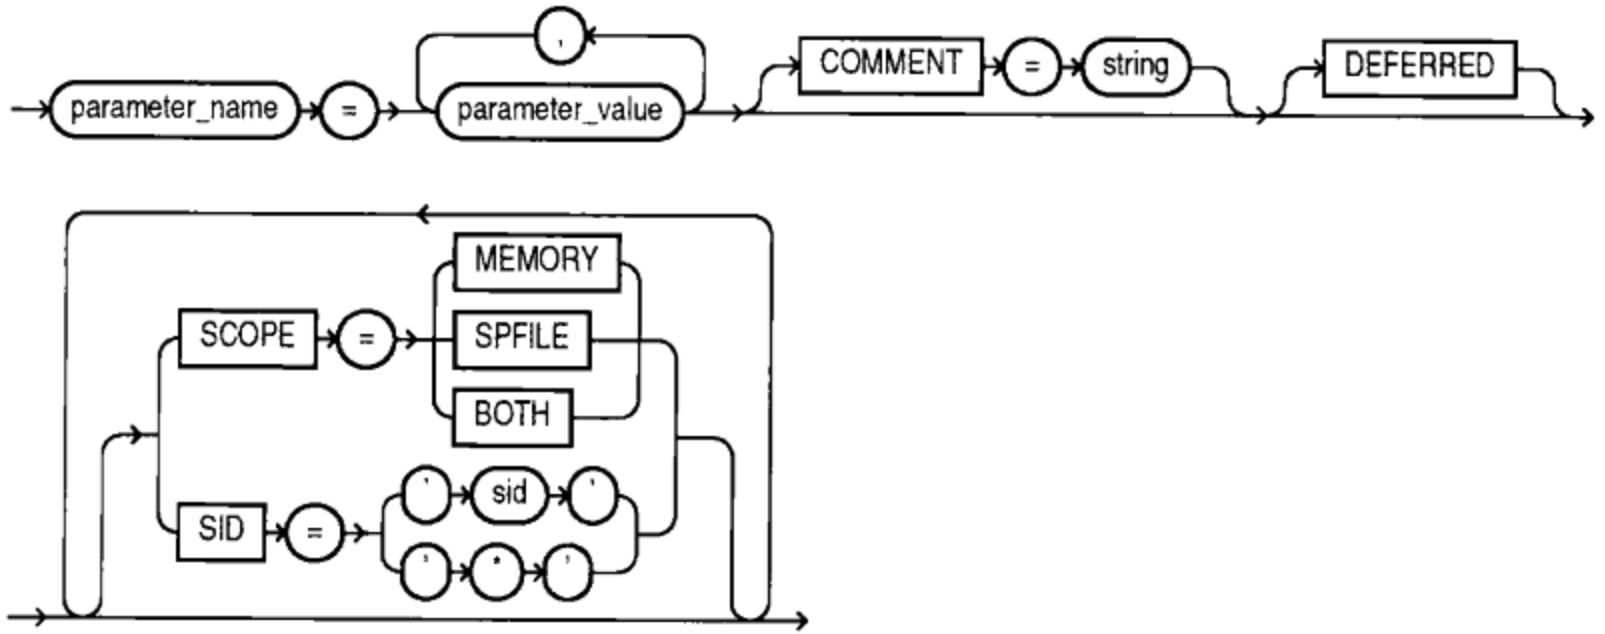 ,
parameter_name = parameter_value COMMENT = string DEFERRED
MEMORY
SCOPE = SPFILE
BOTH
' sid '
SID =
' * '